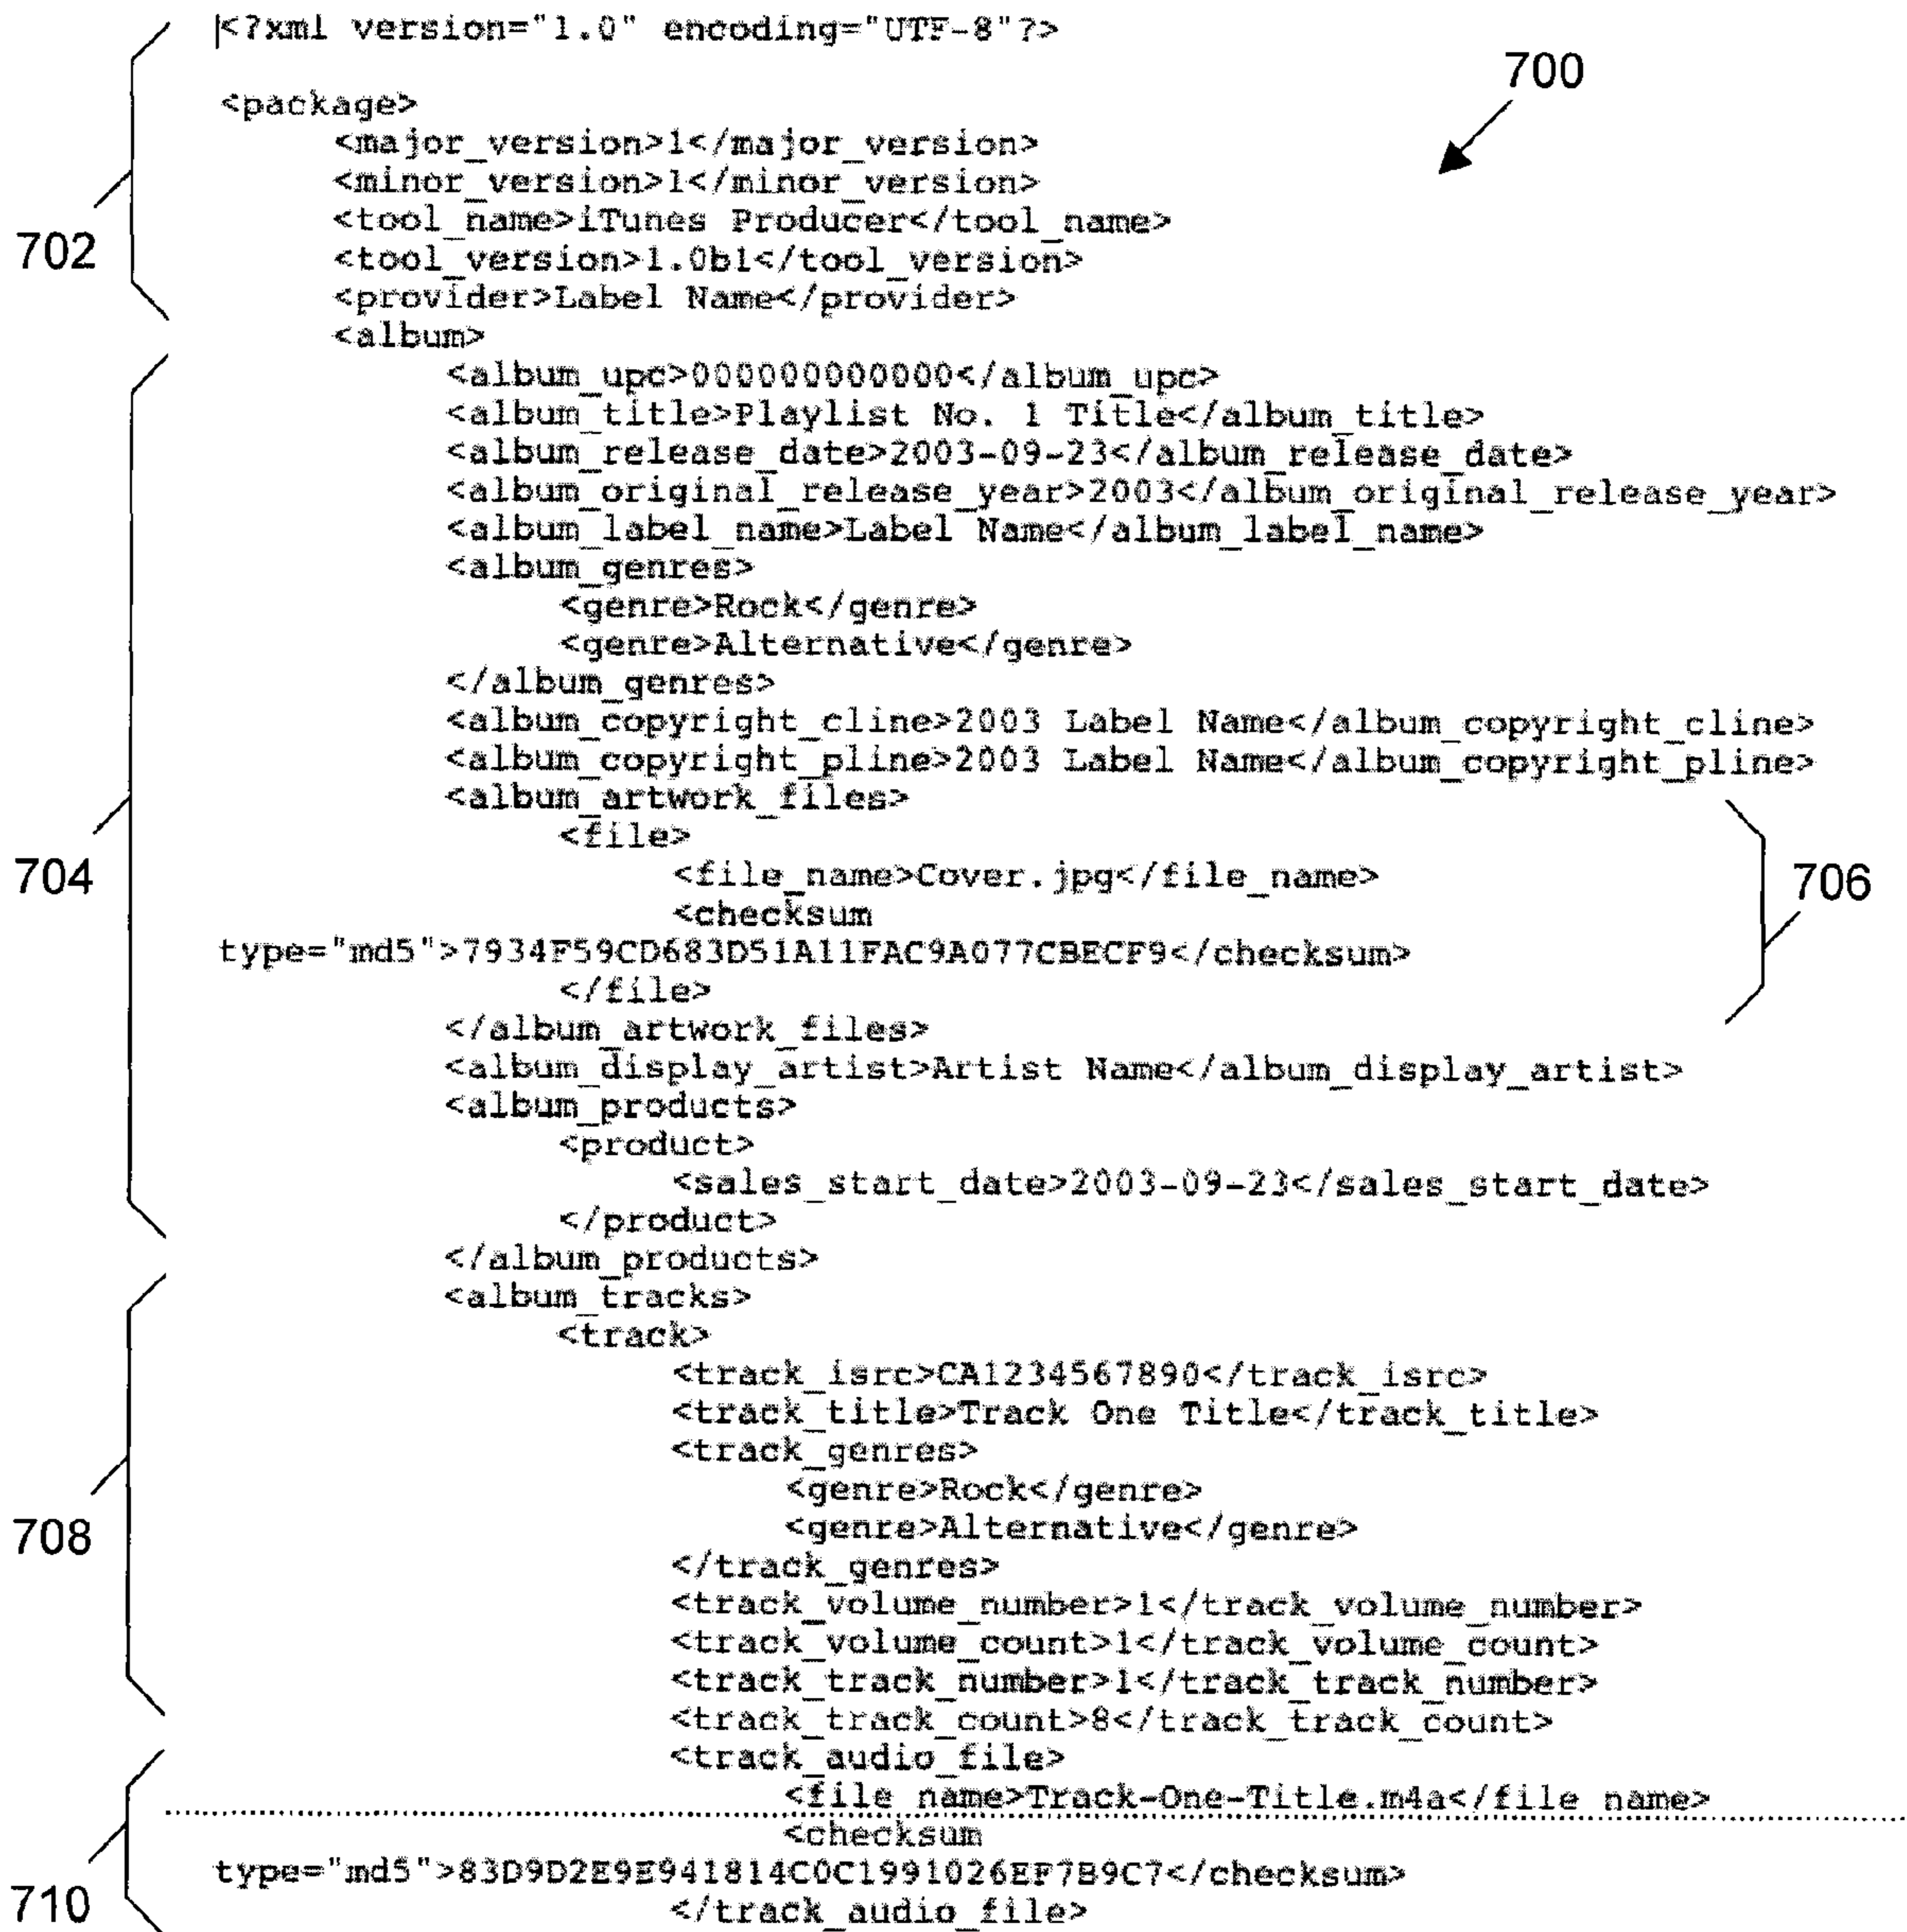 <?xml version="1.0" encoding="UTF-8"?>
700
<package>
<major_version>1</major_version>
<minor_version>1</minor_version>
<tool_name>iTunes Producer</tool_name>
702
<tool_version>1.0b1</tool_version>
<provider>Label Name</provider>
<album>
<album_upc>000000000000</album_upc>
<album_title>Playlist No. 1 Title</album_title>
<album_release_date>2003-09-23</album_release_date>
<album_original_release_year>2003</album_original_release_year>
<album_label_name>Label Name</album_label_name>
<album_genres>
<genre>Rock</genre>
<genre>Alternative</genre>
</album_genres>
<album_copyright_cline>2003 Label Name</album_copyright_cline>
<album_copyright_pline>2003 Label Name</album_copyright_pline>
<album_artwork_files>
<file>
704
<file_name>Cover.jpg</file_name>
706
<checksum
type="md5">7934F59CD683D51A11FAC9A077CBECF9</checksum>
</file>
</album_artwork_files>
<album_display_artist>Artist Name</album_display_artist>
<album_products>
<product>
<sales_start_date>2003-09-23</sales_start_date>
</product>
</album_products>
<album_tracks>
<track>
<track_isrc>CA1234567890</track_isrc>
<track_title>Track One Title</track_title>
<track_genres>
<genre>Rock</genre>
<genre>Alternative</genre>
708
</track_genres>
<track_volume_number>1</track_volume_number>
<track_volume_count>1</track_volume_count>
<track_track_number>1</track_track_number>
<track_track_count>8</track_track_count>
<track_audio_file>
<file_name>Track-One-Title.m4a</file_name>
<checksum
type="md5">83D9D2E9E941814C0C1991026EF7B9C7</checksum>
710
</track_audio_file>